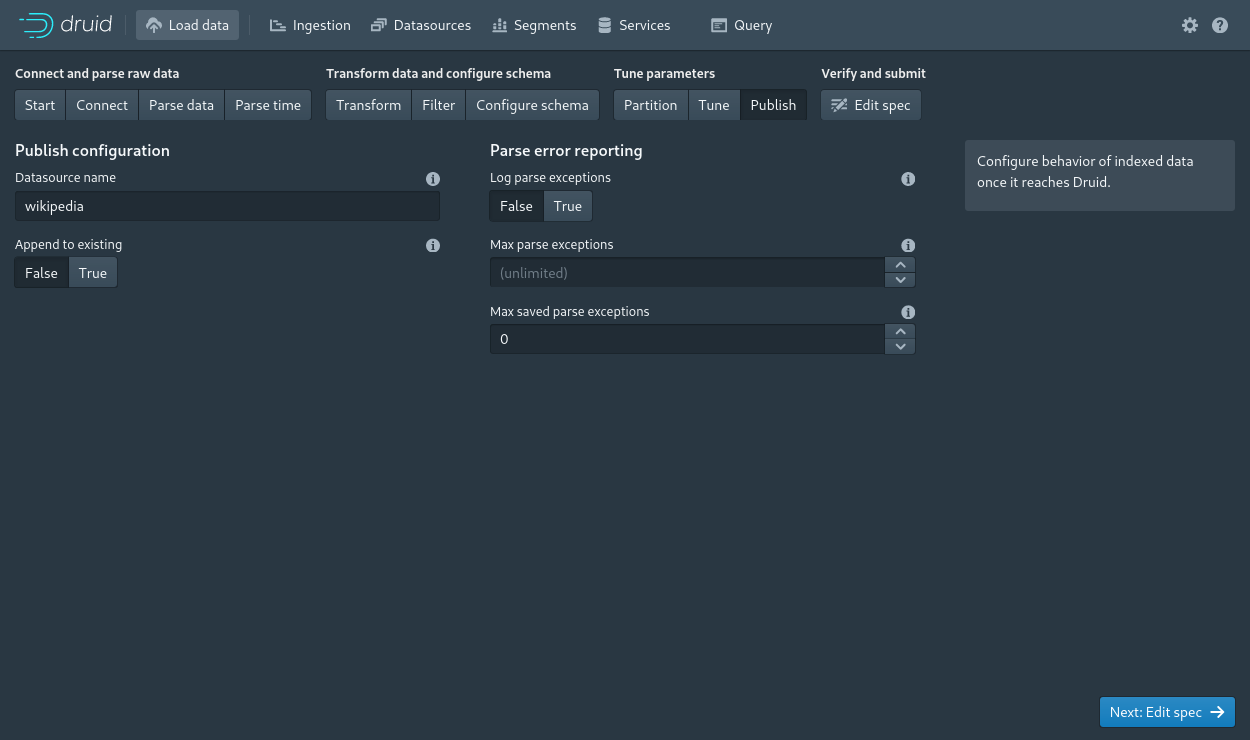 druid
Load data
Ingestion
Datasources
Segments
Services
Query
Connect and parse raw data
Transform data and configure schema
Tune parameters
Verify and submit
Start
Connect
Parse data
Parse time
Transform
Filter
Configure schema
Partition
Tune
Publish
Edit spec
Publish configuration
Datasource name
wikipedia
Append to existing
False
True
Parse error reporting
Log parse exceptions
False
True
Max parse exceptions
(unlimited)
Max saved parse exceptions
0
Configure behavior of indexed data
once it reaches Druid.
Next: Edit spec